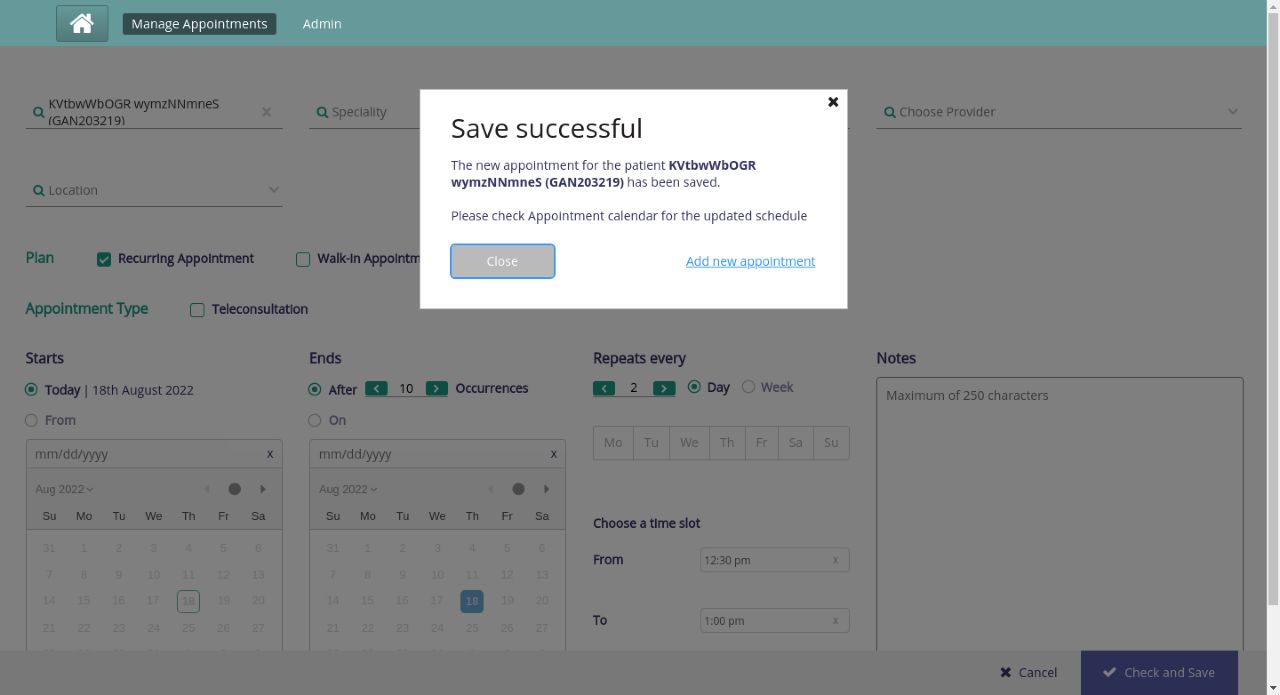 Manage Appointments
Admin
KVtbwWbOGR wymzNNmneS
(GAN203219)
Speciality
Choose Provider
Location
Save successful
The new appointment for the patient KVtbwWbOGR
wymzNNmneS (GAN203219) has been saved.
Please check Appointment calendar for the updated schedule
Close
Add new appointment
Plan
Recurring Appointment
Walk-In Appointm
Appointment Type
Teleconsultation
Starts
Today | 18th August 2022
From
mm/dd/yyyy x
Aug 2022
Su Mo Tu We Th Fr Sa
31 1 2 3 4 5 6
7 8 9 10 11 12 13
14 15 16 17 18 19 20
21 22 23 24 25 26 27
Ends
After 10 Occurrences
On
mm/dd/yyyy x
Aug 2022
Su Mo Tu We Th Fr Sa
31 1 2 3 4 5 6
7 8 9 10 11 12 13
14 15 16 17 18 19 20
21 22 23 24 25 26 27
Repeats every
2 Day Week
Mo Tu We Th Fr Sa Su
Choose a time slot
From 12:30 pm x
To 1:00 pm x
Notes
Maximum of 250 characters
Cancel
Check and Save